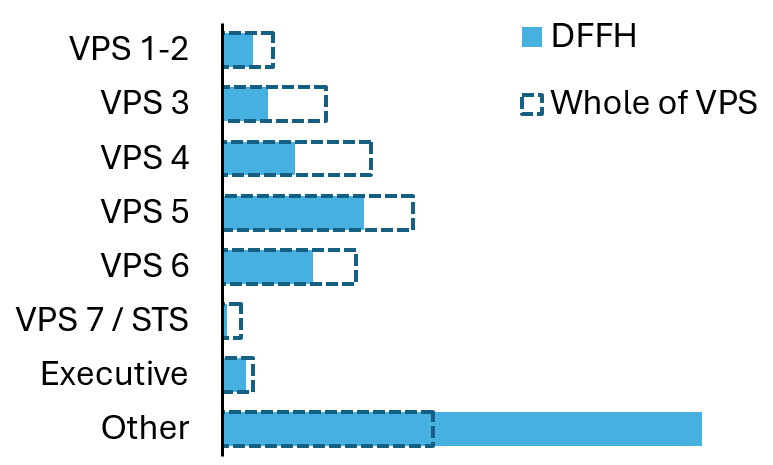 VPS 1-2
VPS 3
VPS 4
VPS 5
VPS 6
VPS 7 / STS
Executive
Other
DFFH
Whole of VPS